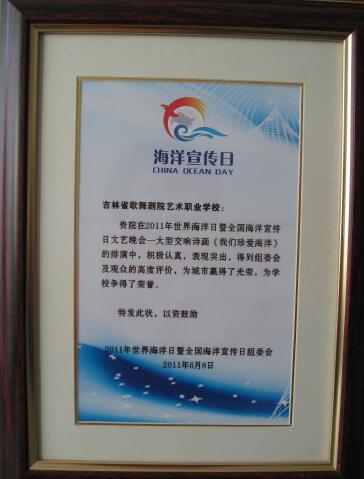 海洋宣传日
CHINA OCEAN DAY
吉林省歌舞剧院艺术职业学校：
贵院在2011年世界海洋日暨全国海洋宣传
日文艺晚会—大型交响诗画《我们珍爱海洋》
的排演中，积极认真，表现突出，得到组委会
及观众的高度评价，为城市赢得了光荣，为学
校争得了荣誉。
特发此状，以资鼓励
2011年世界海洋日暨全国海洋宣传日组委会
2011年6月8日